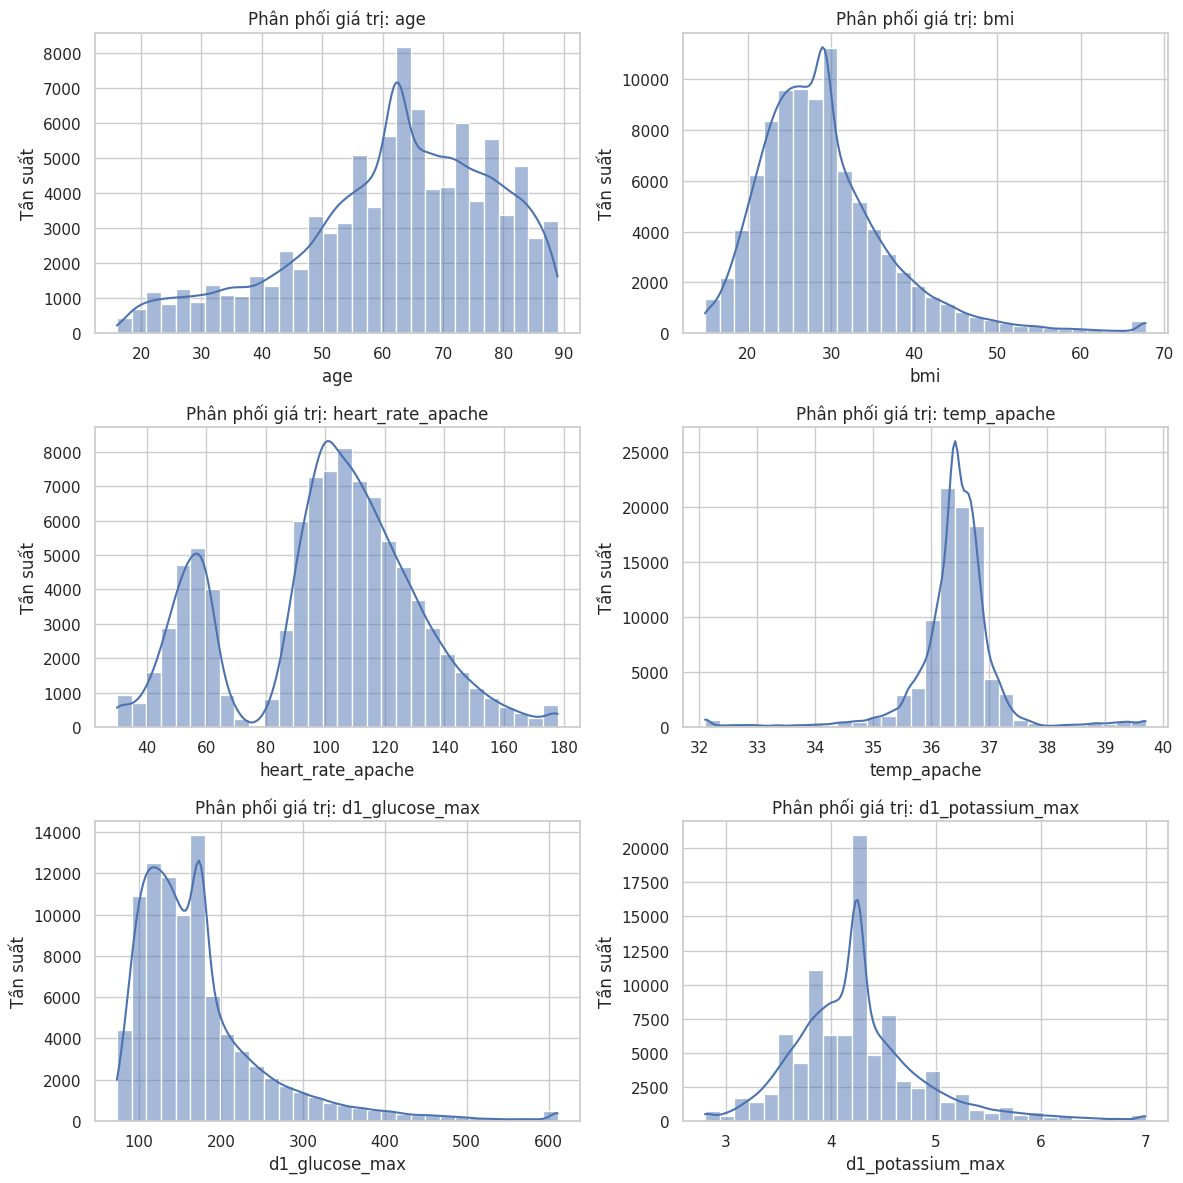 Phân phối giá trị: age
Tần suất
8000
7000
6000
5000
4000
3000
2000
1000
0
20 30 40 50 60 70 80 90
age
Phân phối giá trị: bmi
Tần suất
10000
8000
6000
4000
2000
0
20 30 40 50 60 70
bmi
Phân phối giá trị: heart_rate_apache
Tần suất
8000
7000
6000
5000
4000
3000
2000
1000
0
40 60 80 100 120 140 160 180
heart_rate_apache
Phân phối giá trị: temp_apache
Tần suất
25000
20000
15000
10000
5000
0
32 33 34 35 36 37 38 39 40
temp_apache
Phân phối giá trị: d1_glucose_max
Tần suất
14000
12000
10000
8000
6000
4000
2000
0
100 200 300 400 500 600
d1_glucose_max
Phân phối giá trị: d1_potassium_max
Tần suất
20000
17500
15000
12500
10000
7500
5000
2500
0
3 4 5 6 7
d1_potassium_max